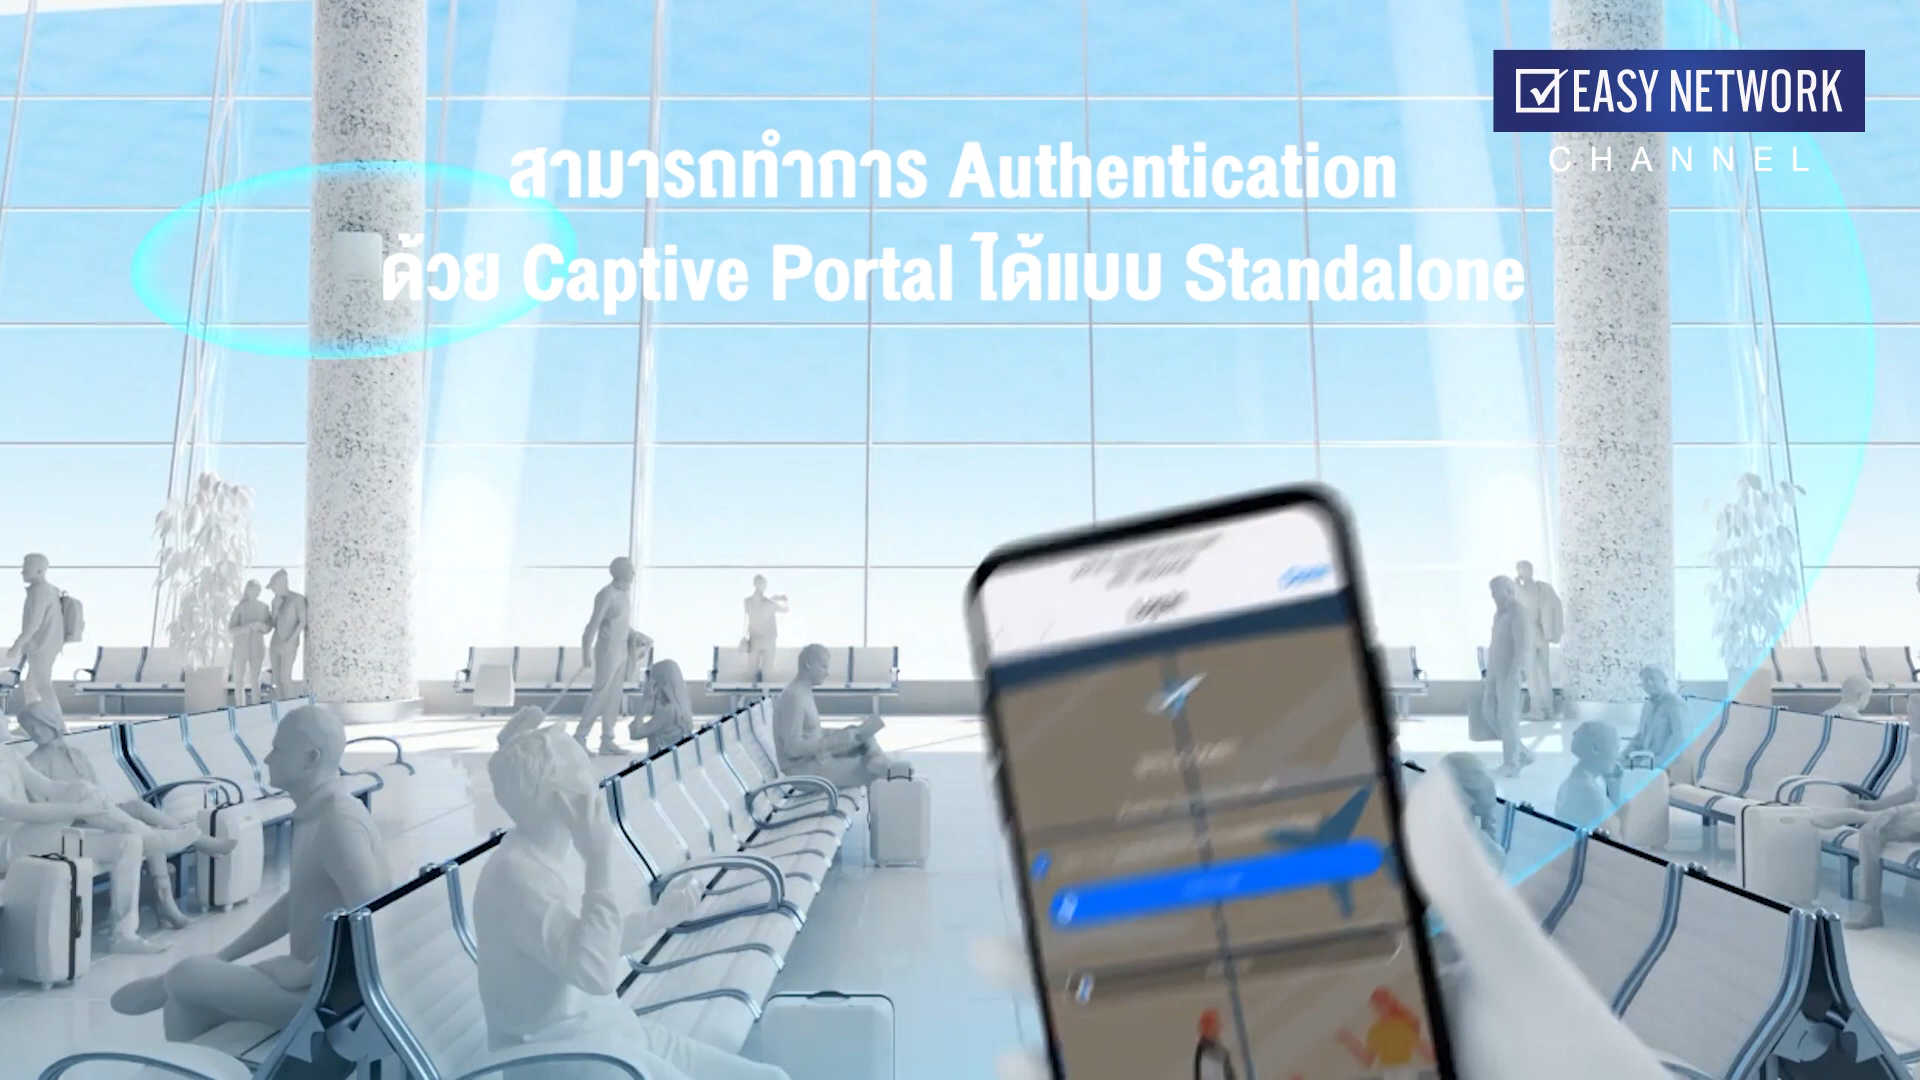 EASY NETWORK
CHANNEL
สามารถทำการ Authentication
ด้วย Captive Portal ได้แบบ Standalone